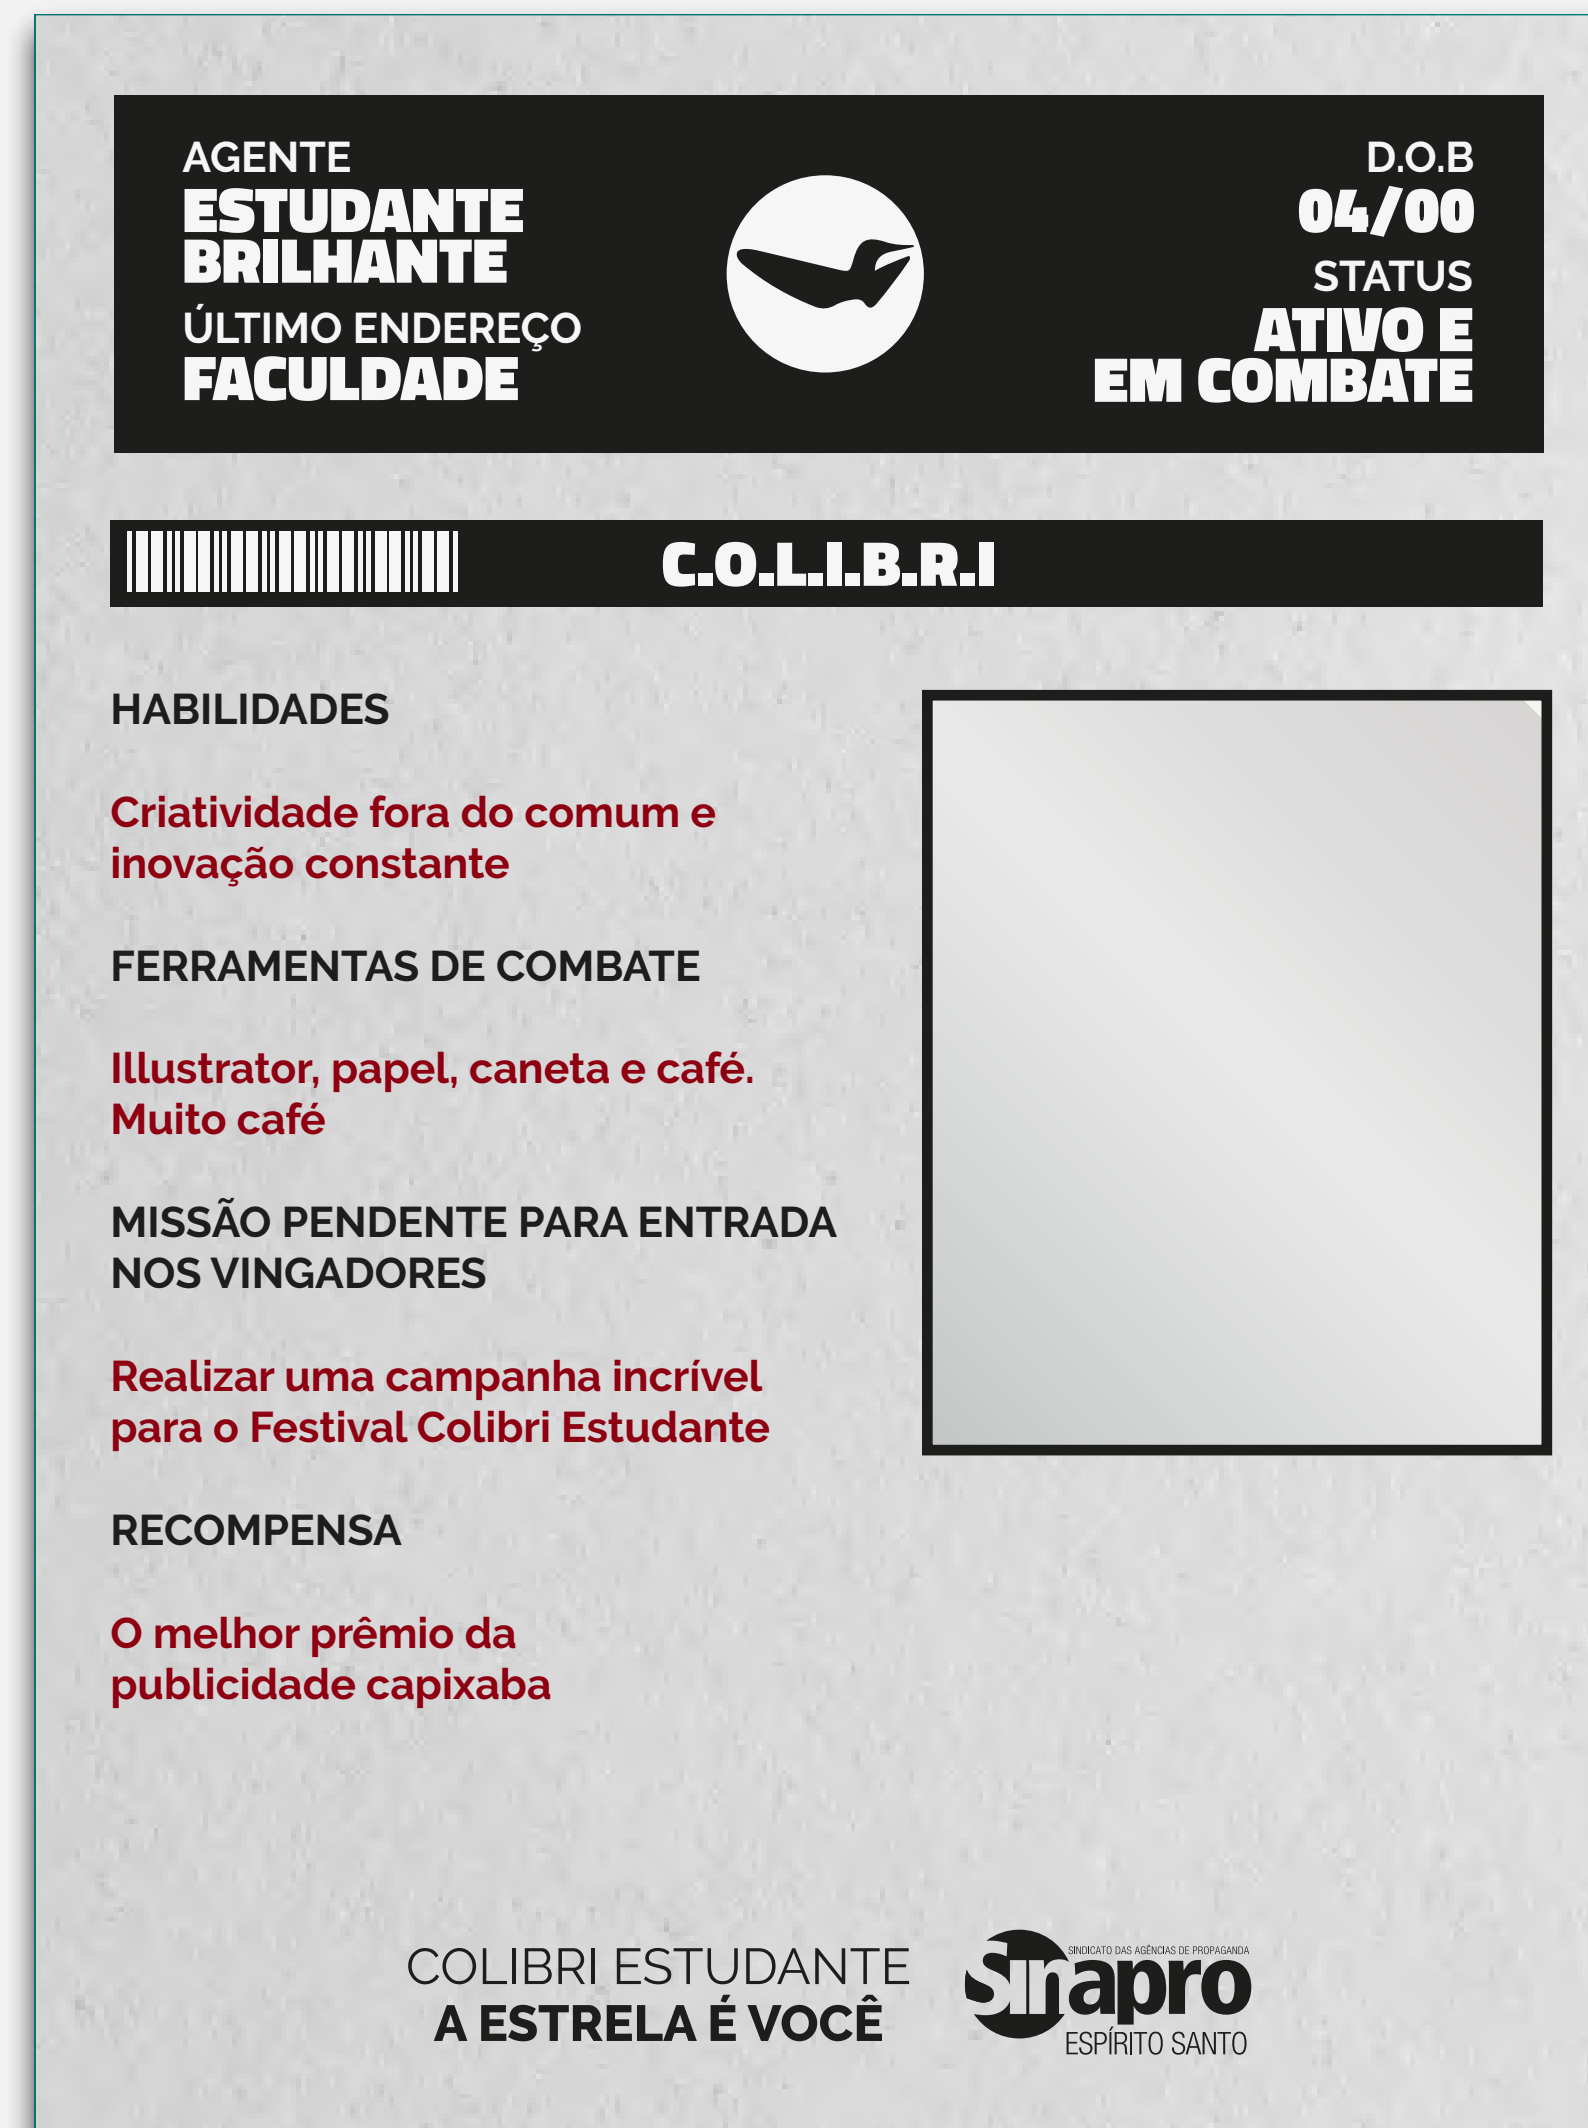 AGENTE
ESTUDANTE
BRILHANTE
ÚLTIMO ENDEREÇO
FACULDADE
D.O.B
04/00
STATUS
ATIVO E
EM COMBATE
C.O.L.I.B.R.I
HABILIDADES
Criatividade fora do comum e
inovação constante
FERRAMENTAS DE COMBATE
Illustrator, papel, caneta e café.
Muito café
MISSÃO PENDENTE PARA ENTRADA
NOS VINGADORES
Realizar uma campanha incrível
para o Festival Colibri Estudante
RECOMPENSA
O melhor prêmio da
publicidade capixaba
COLIBRI ESTUDANTE
A ESTRELA É VOCÊ
SINDICATO DAS AGÊNCIAS DE PROPAGANDA
Sinapro
ESPÍRITO SANTO